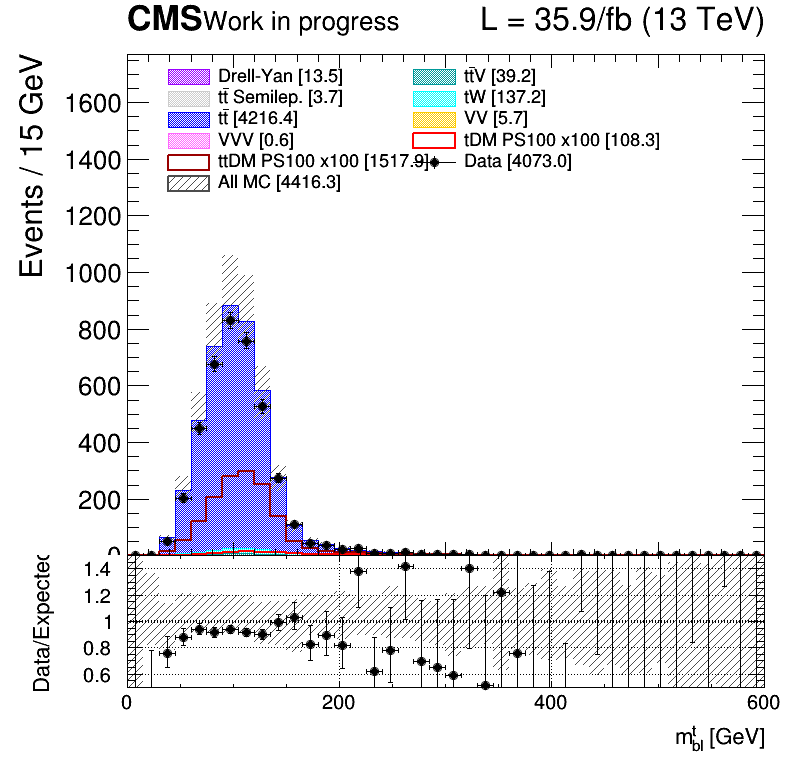 CMS Work in progress L = 35.9/fb (13 TeV)
Drell-Yan [13.5] tt̄V [39.2]
tt̄ Semilep. [3.7] tW [137.2]
tt̄ [4216.4] VV [5.7]
VVV [0.6] tDM PS100 x100 [108.3]
ttDM PS100 x100 [1517.9] Data [4073.0]
All MC [4416.3]
Events / 15 GeV
1600
1400
1200
1000
800
600
400
200
0
Data/Expected
1.4
1.2
1
0.8
0.6
0 200 400 600
m^t_bl [GeV]